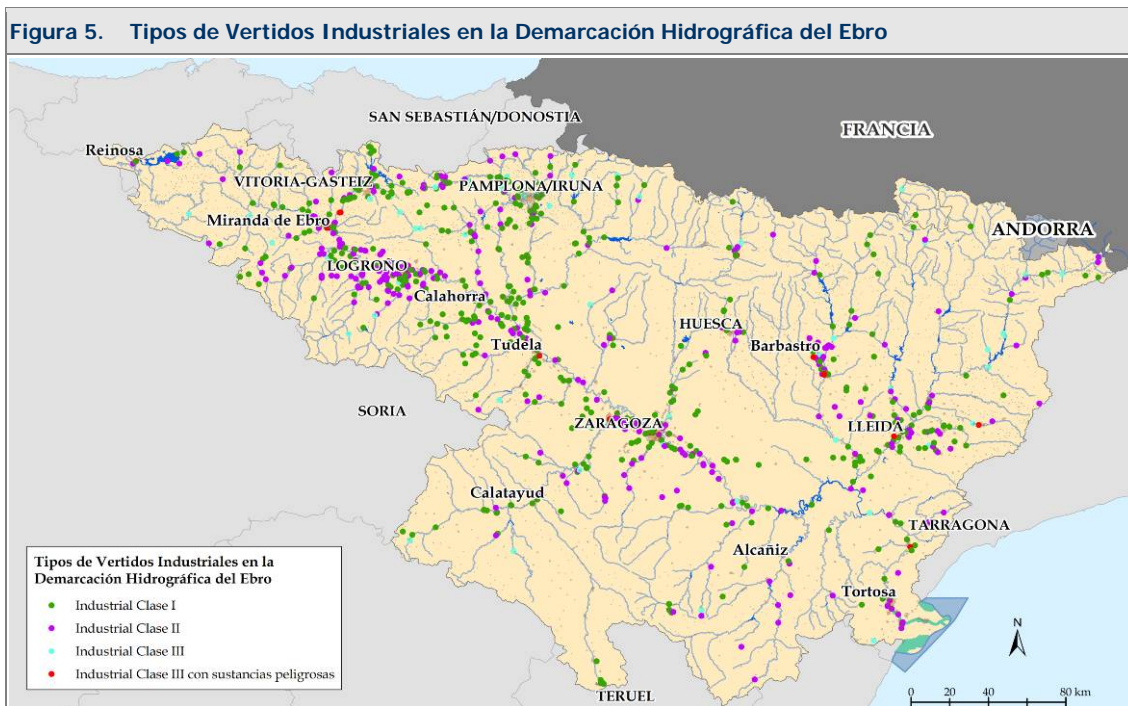 Figura 5. Tipos de Vertidos Industriales en la Demarcación Hidrográfica del Ebro
SAN SEBASTIÁN/DONOSTIA
FRANCIA
Reinosa
VITORIA-GASTEIZ
PAMPLONA/IRUÑA
Miranda de Ebro
ANDORRA
LOGROÑO
Calahorra
HUESCA
Tudela
Barbastro
SORIA
ZARAGOZA
LLEIDA
Calatayud
TARRAGONA
Alcañiz
Tortosa
TERUEL
Tipos de Vertidos Industriales en la
Demarcación Hidrográfica del Ebro
Industrial Clase I
Industrial Clase II
Industrial Clase III
Industrial Clase III con sustancias peligrosas
N
0 20 40 80 km